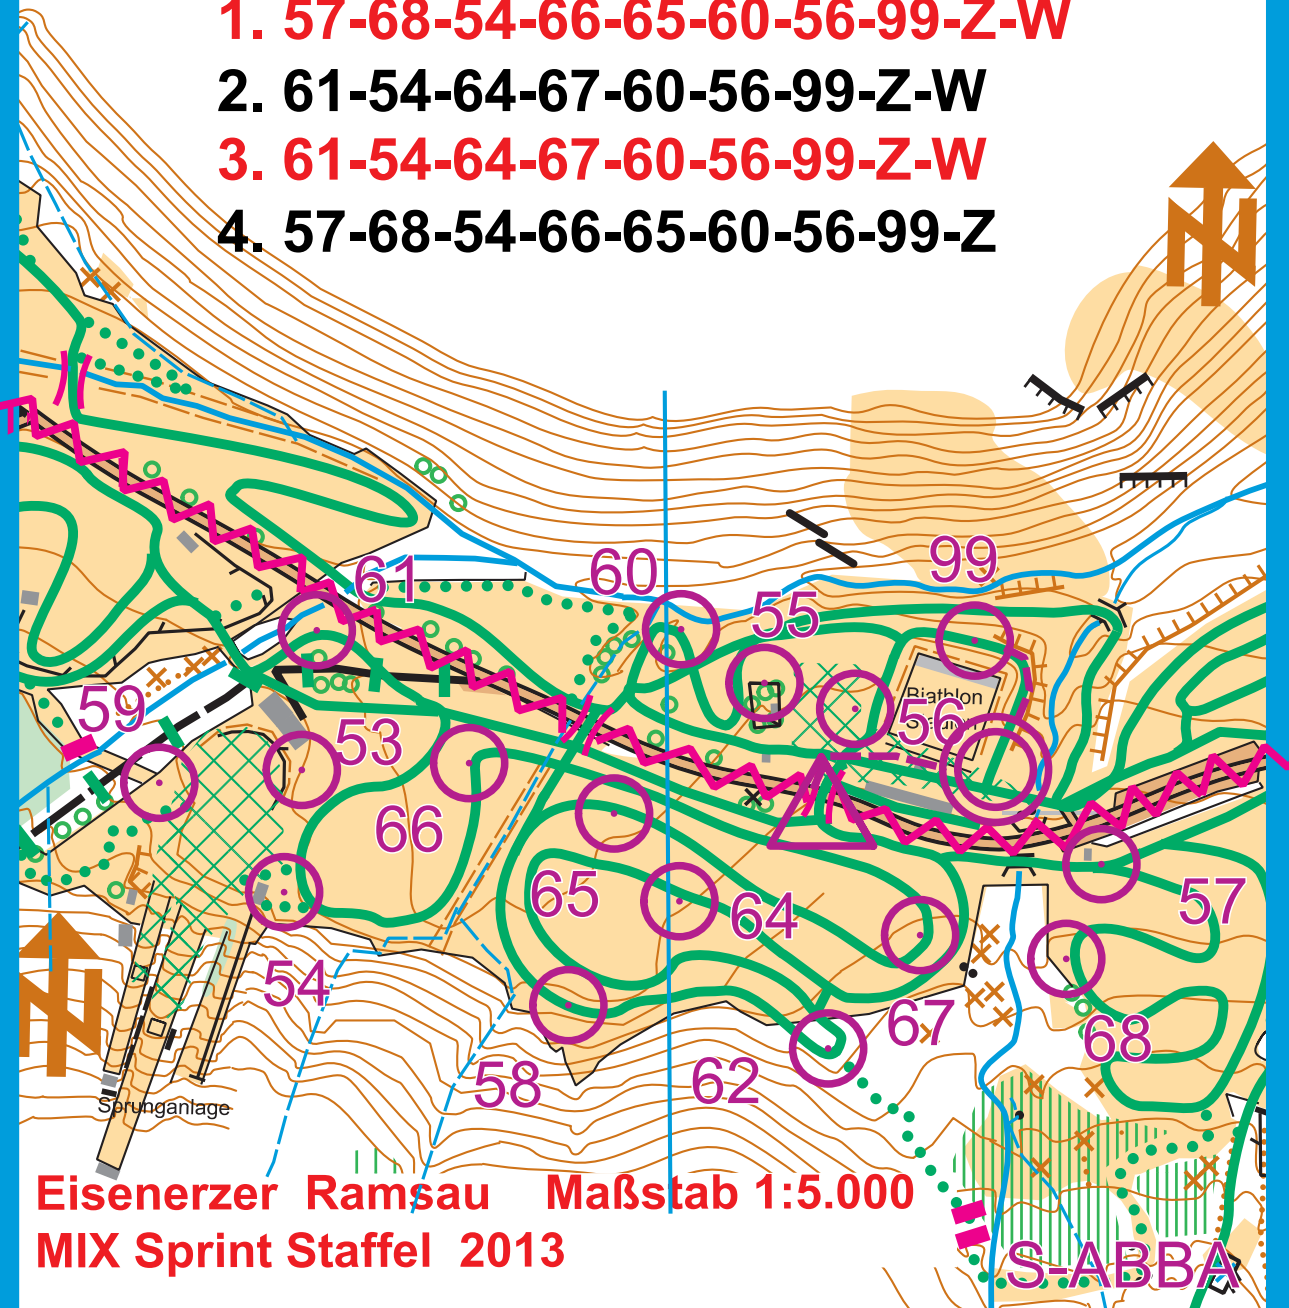 1. 57-68-54-66-65-60-56-99-Z-W
2. 61-54-64-67-60-56-99-Z-W
3. 61-54-64-67-60-56-99-Z-W
4. 57-68-54-66-65-60-56-99-Z
N
61
60
99
55
59
53
Biathlon
Stadion
56
66
65
64
57
54
N
67
68
58
62
Sprunganlage
Eisenerzer Ramsau Maßstab 1:5.000
MIX Sprint Staffel 2013
S-ABBA